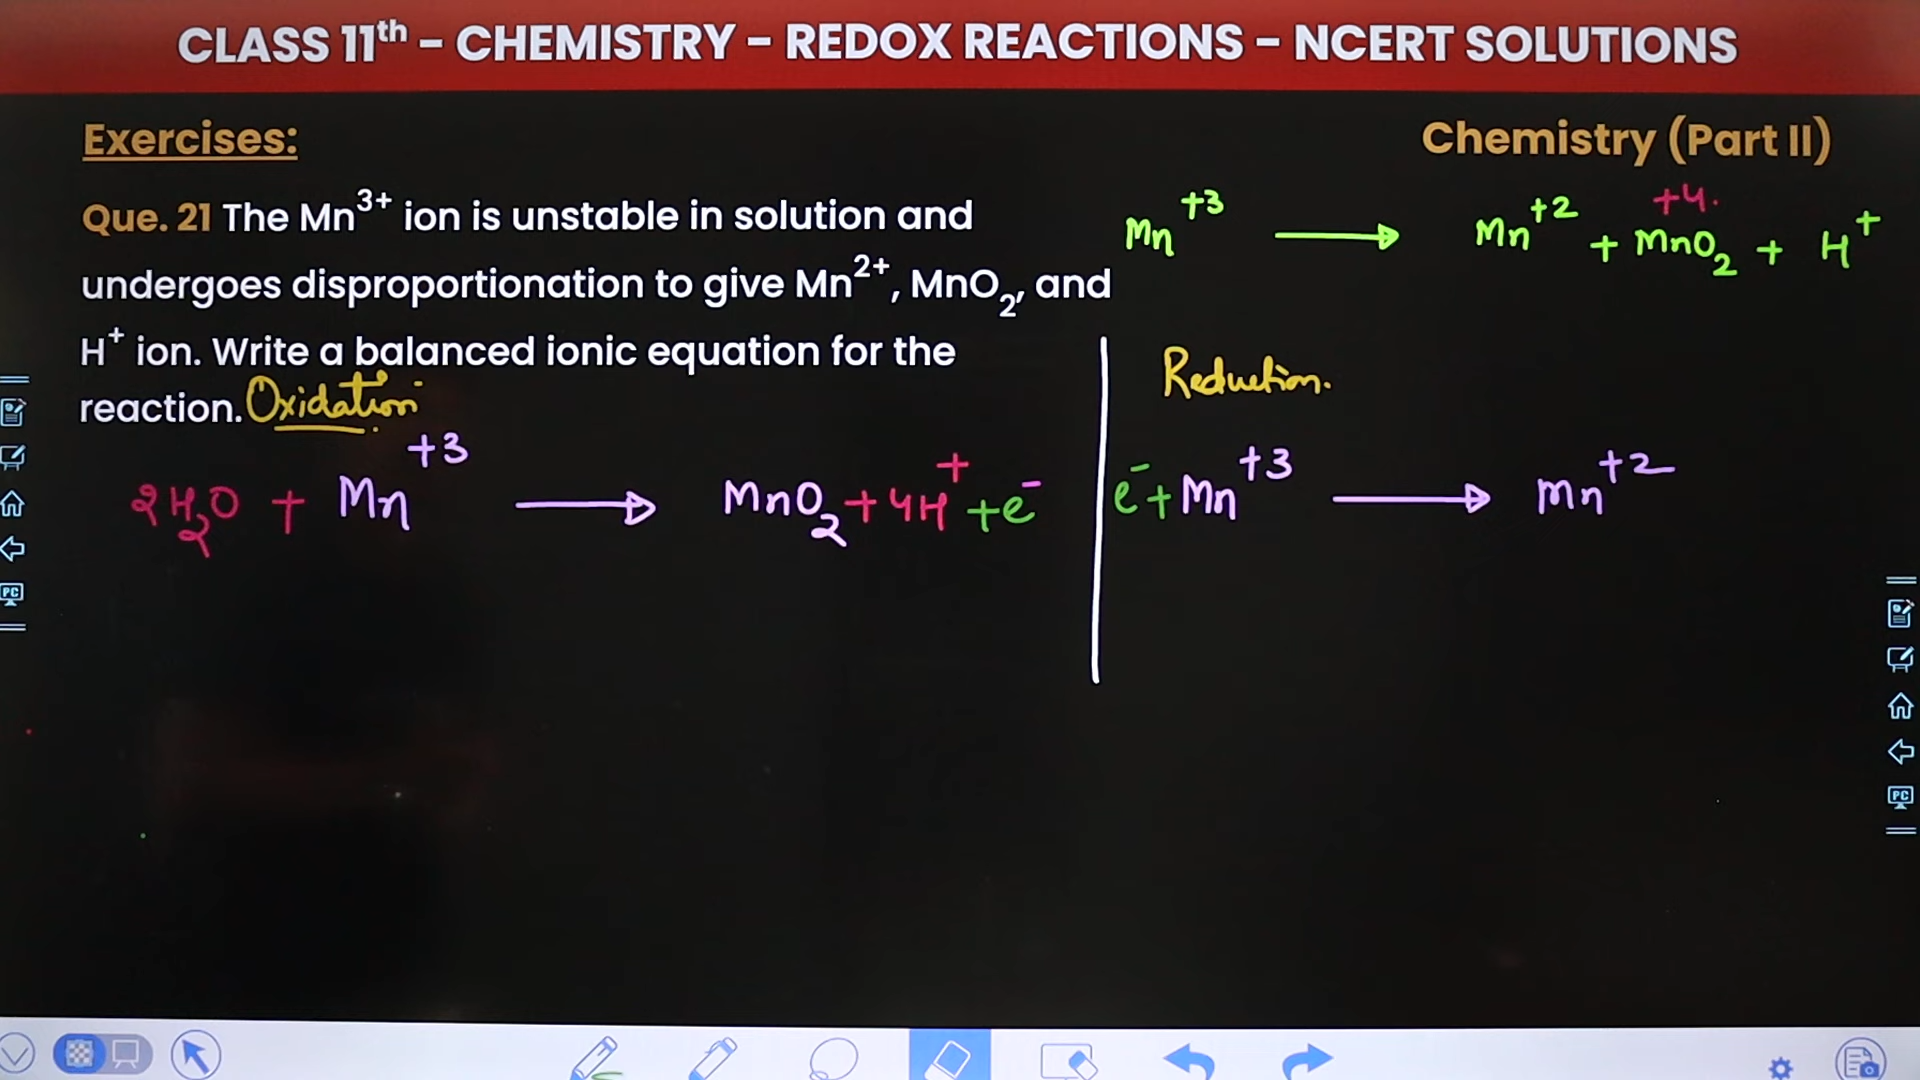 CLASS 11ᵗʰ – CHEMISTRY – REDOX REACTIONS – NCERT SOLUTIONS
Exercises:
Chemistry (Part II)
Que. 21 The Mn³⁺ ion is unstable in solution and
undergoes disproportionation to give Mn²⁺, MnO₂, and
H⁺ ion. Write a balanced ionic equation for the
reaction.
Mn⁺³ ⟶ Mn⁺² + MnO₂ + H⁺
+4.
Oxidation
2H₂O + Mn⁺³ ⟶ MnO₂ + 4H⁺ + e⁻
Reduction.
e⁻ + Mn⁺³ ⟶ Mn⁺²
PC
PC